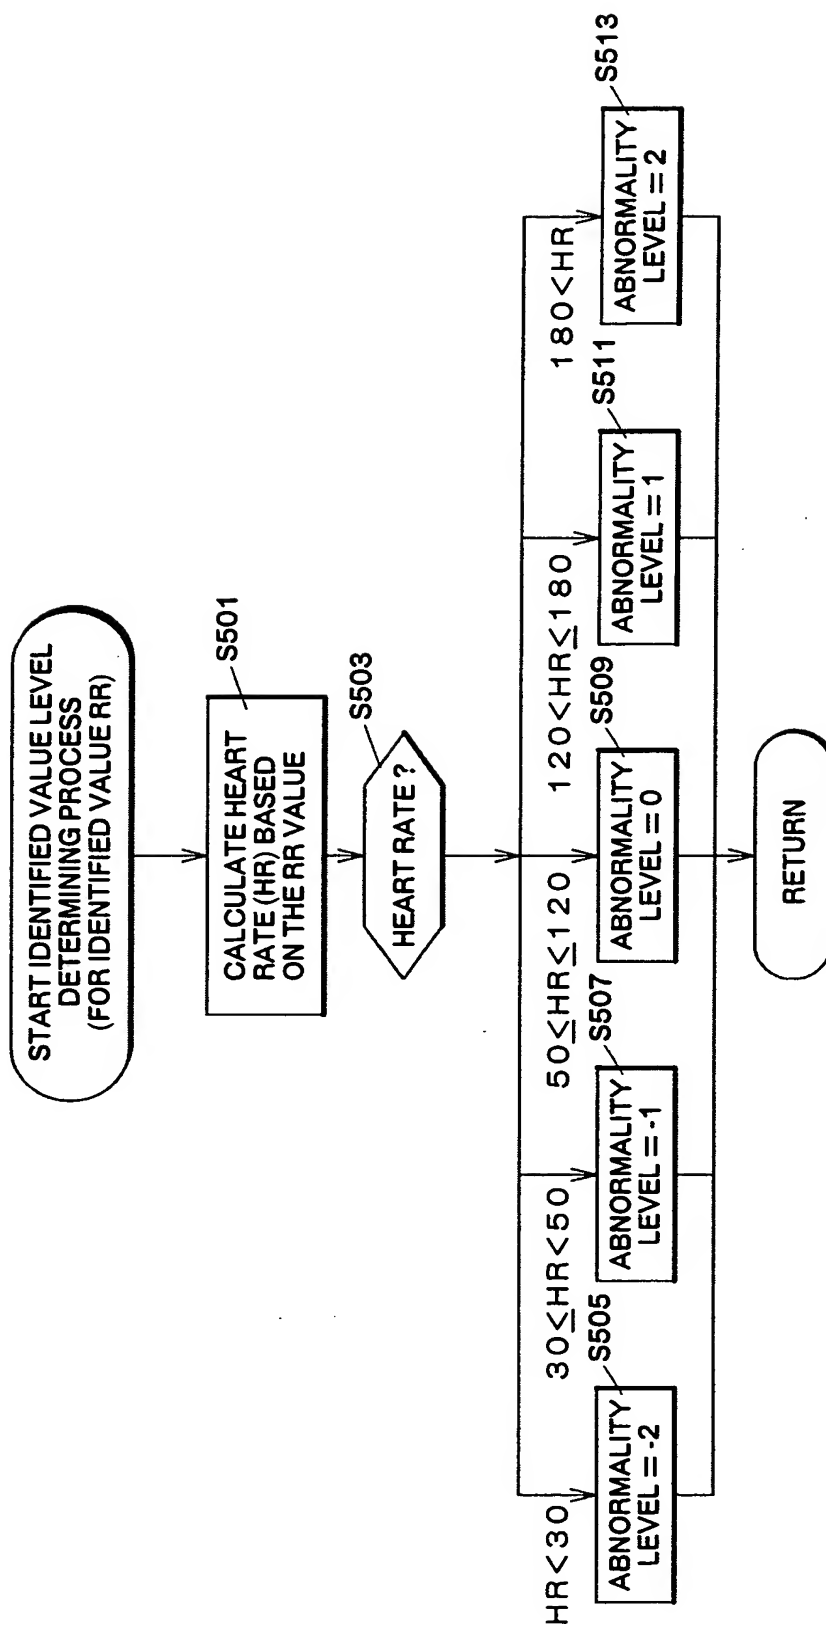 START IDENTIFIED VALUE LEVEL
DETERMINING PROCESS
(FOR IDENTIFIED VALUE RR)
S501
CALCULATE HEART
RATE (HR) BASED
ON THE RR VALUE
S503
HEART RATE ?
HR<30
30≤HR<50
50≤HR≤120
120<HR≤180
180<HR
S505
ABNORMALITY
LEVEL = -2
S507
ABNORMALITY
LEVEL = -1
S509
ABNORMALITY
LEVEL = 0
S511
ABNORMALITY
LEVEL = 1
S513
ABNORMALITY
LEVEL = 2
RETURN